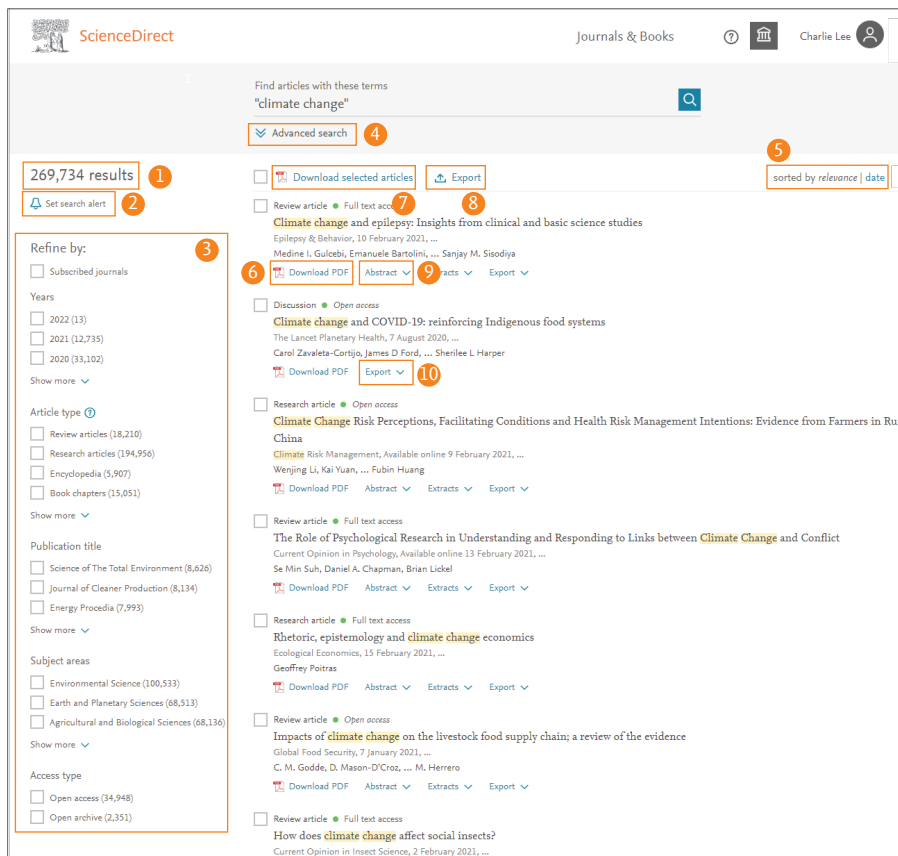 ScienceDirect
Journals & Books
?
Charlie Lee
1
Find articles with these terms
"climate change"
Advanced search
4
5
269,734 results
1
Download selected articles
Export
sorted by relevance | date
Set search alert
2
7
8
Review article Full text acc
Climate change and epilepsy: Insights from clinical and basic science studies
Epilepsy & Behavior, 10 February 2021, ...
Medine I. Gulcebi, Emanuele Bartolini, ... Sanjay M. Sisodiya
6
Download PDF
Abstract
9
racts
Export
Refine by:
3
Subscribed journals
Years
2022 (13)
2021 (12,735)
2020 (33,102)
Show more
Article type ?
Review articles (18,210)
Research articles (194,956)
Encyclopedia (5,907)
Book chapters (15,051)
Show more
Publication title
Science of The Total Environment (8,626)
Journal of Cleaner Production (8,134)
Energy Procedia (7,993)
Show more
Subject areas
Environmental Science (100,533)
Earth and Planetary Sciences (68,513)
Agricultural and Biological Sciences (68,136)
Show more
Access type
Open access (34,948)
Open archive (2,351)
Discussion Open access
Climate change and COVID-19: reinforcing Indigenous food systems
The Lancet Planetary Health, 7 August 2020, ...
Carol Zavaleta-Cortijo, James D Ford, ... Sherilee L Harper
Download PDF
Export
10
Research article Open access
Climate Change Risk Perceptions, Facilitating Conditions and Health Risk Management Intentions: Evidence from Farmers in Ru
China
Climate Risk Management, Available online 9 February 2021, ...
Wenjing Li, Kai Yuan, ... Fubin Huang
Download PDF Abstract Extracts Export
Review article Full text access
The Role of Psychological Research in Understanding and Responding to Links between Climate Change and Conflict
Current Opinion in Psychology, Available online 13 February 2021, ...
Se Min Suh, Daniel A. Chapman, Brian Lickel
Download PDF Abstract Extracts Export
Research article Full text access
Rhetoric, epistemology and climate change economics
Ecological Economics, 15 February 2021, ...
Geoffrey Poitras
Download PDF Abstract Extracts Export
Review article Open access
Impacts of climate change on the livestock food supply chain; a review of the evidence
Global Food Security, 7 January 2021, ...
C. M. Godde, D. Mason-D'Croz, ... M. Herrero
Download PDF Abstract Extracts Export
Review article Full text access
How does climate change affect social insects?
Current Opinion in Insect Science, 2 February 2021, ...